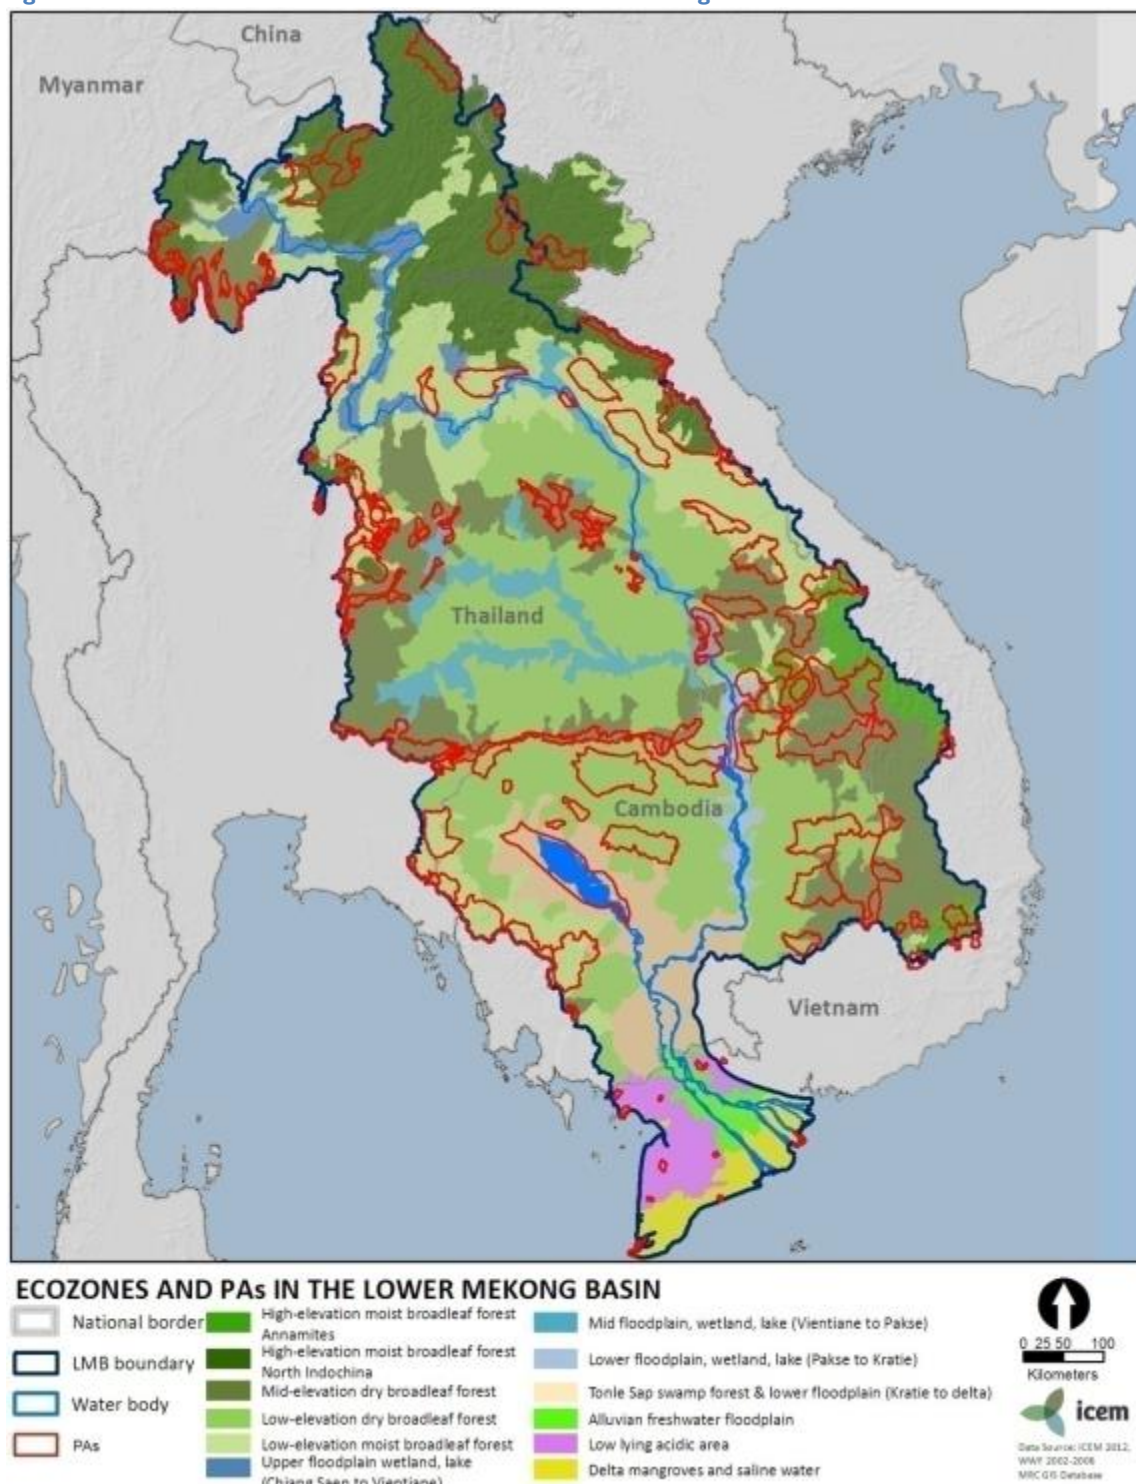 China
Myanmar
Thailand
Cambodia
Vietnam
ECOZONES AND PAs IN THE LOWER MEKONG BASIN
National border
LMB boundary
Water body
PAs
High-elevation moist broadleaf forest
Annamites
High-elevation moist broadleaf forest
North Indochina
Mid-elevation dry broadleaf forest
Low-elevation dry broadleaf forest
Low-elevation moist broadleaf forest
Upper floodplain wetland, lake
(Chiang Saen to Vientiane)
Mid floodplain, wetland, lake (Vientiane to Pakse)
Lower floodplain, wetland, lake (Pakse to Kratie)
Tonle Sap swamp forest & lower floodplain (Kratie to delta)
Alluvian freshwater floodplain
Low lying acidic area
Delta mangroves and saline water
0 25 50 100
Kilometers
icem
Data Source: ICEM 2012,
WWF 2002-2006
MRC GIS Database